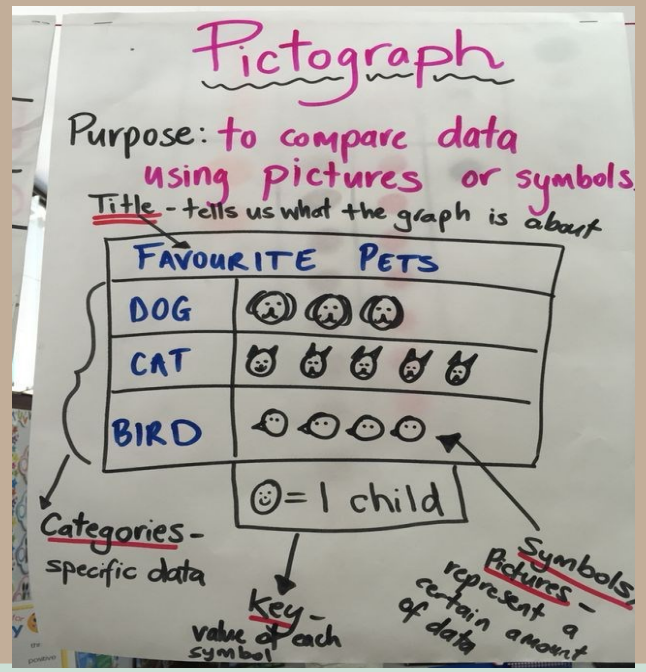 Pictograph
Purpose: to compare data
using pictures or symbols.
Title - tells us what the graph is about
FAVOURITE PETS
DOG
CAT
BIRD
= 1 child
Categories -
specific data
Key -
value of each
symbol
Symbols,
Pictures -
represent a
certain amount
of data
the
positive